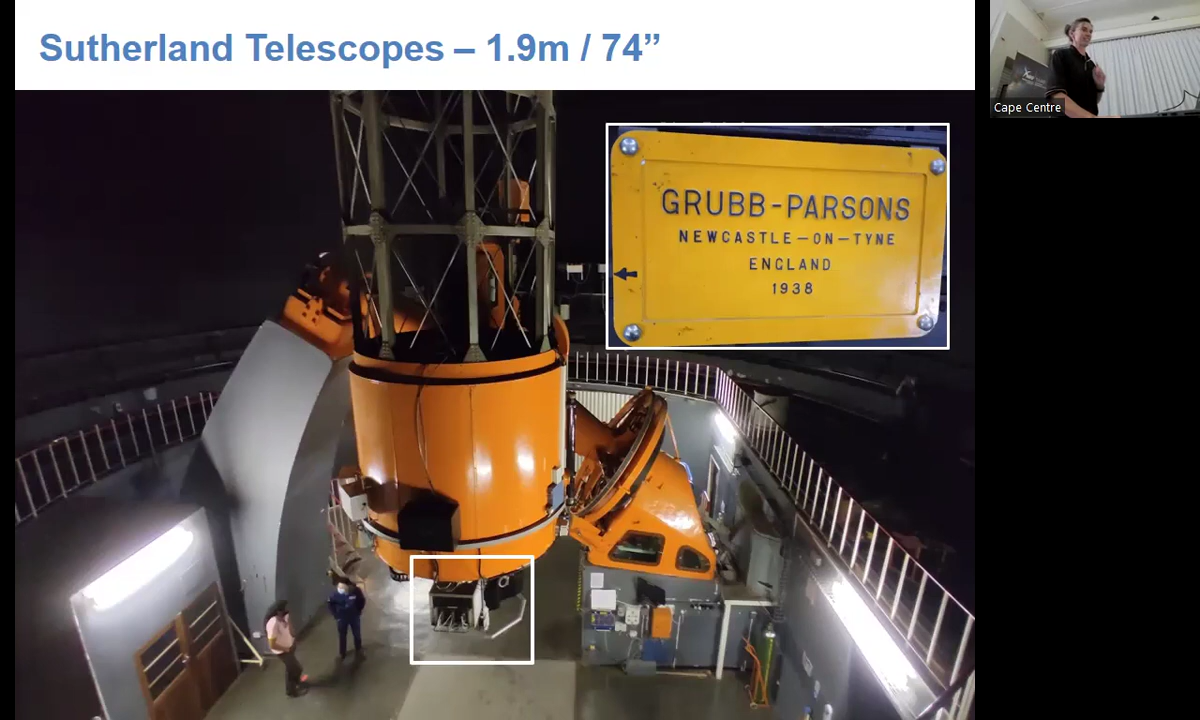 Sutherland Telescopes – 1.9m / 74”
GRUBB-PARSONS
NEWCASTLE-ON-TYNE
ENGLAND
1938
Cape Centre